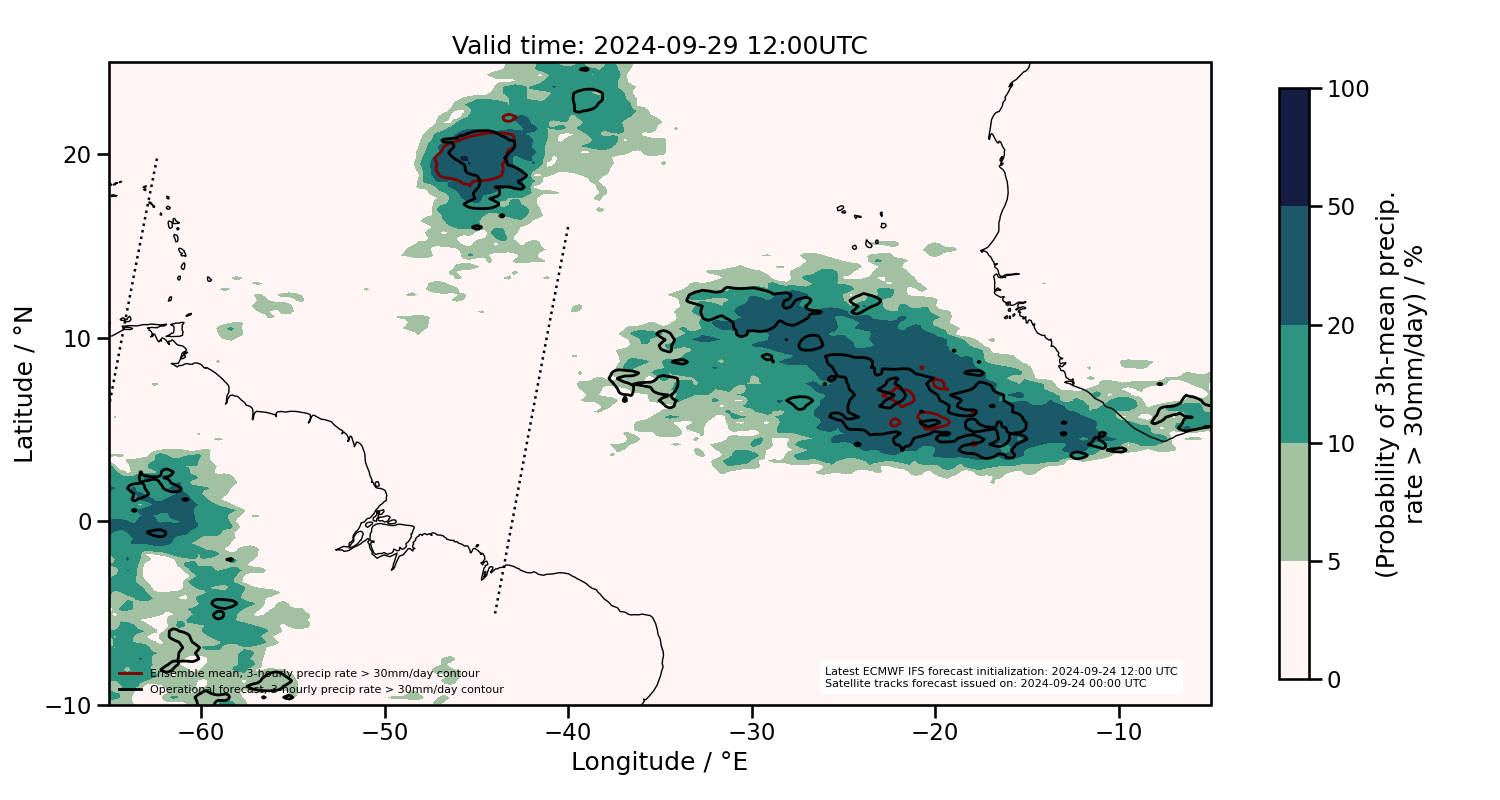 Valid time: 2024-09-29 12:00UTC
Latitude / °N
20
10
0
−10
Ensemble mean, 3-hourly precip rate > 30mm/day contour
Operational forecast, 3-hourly precip rate > 30mm/day contour
Latest ECMWF IFS forecast initialization: 2024-09-24 12:00 UTC
Satellite tracks forecast issued on: 2024-09-24 00:00 UTC
−60
−50
−40
−30
−20
−10
Longitude / °E
100
50
20
10
5
0
(Probability of 3h-mean precip.
rate > 30mm/day) / %